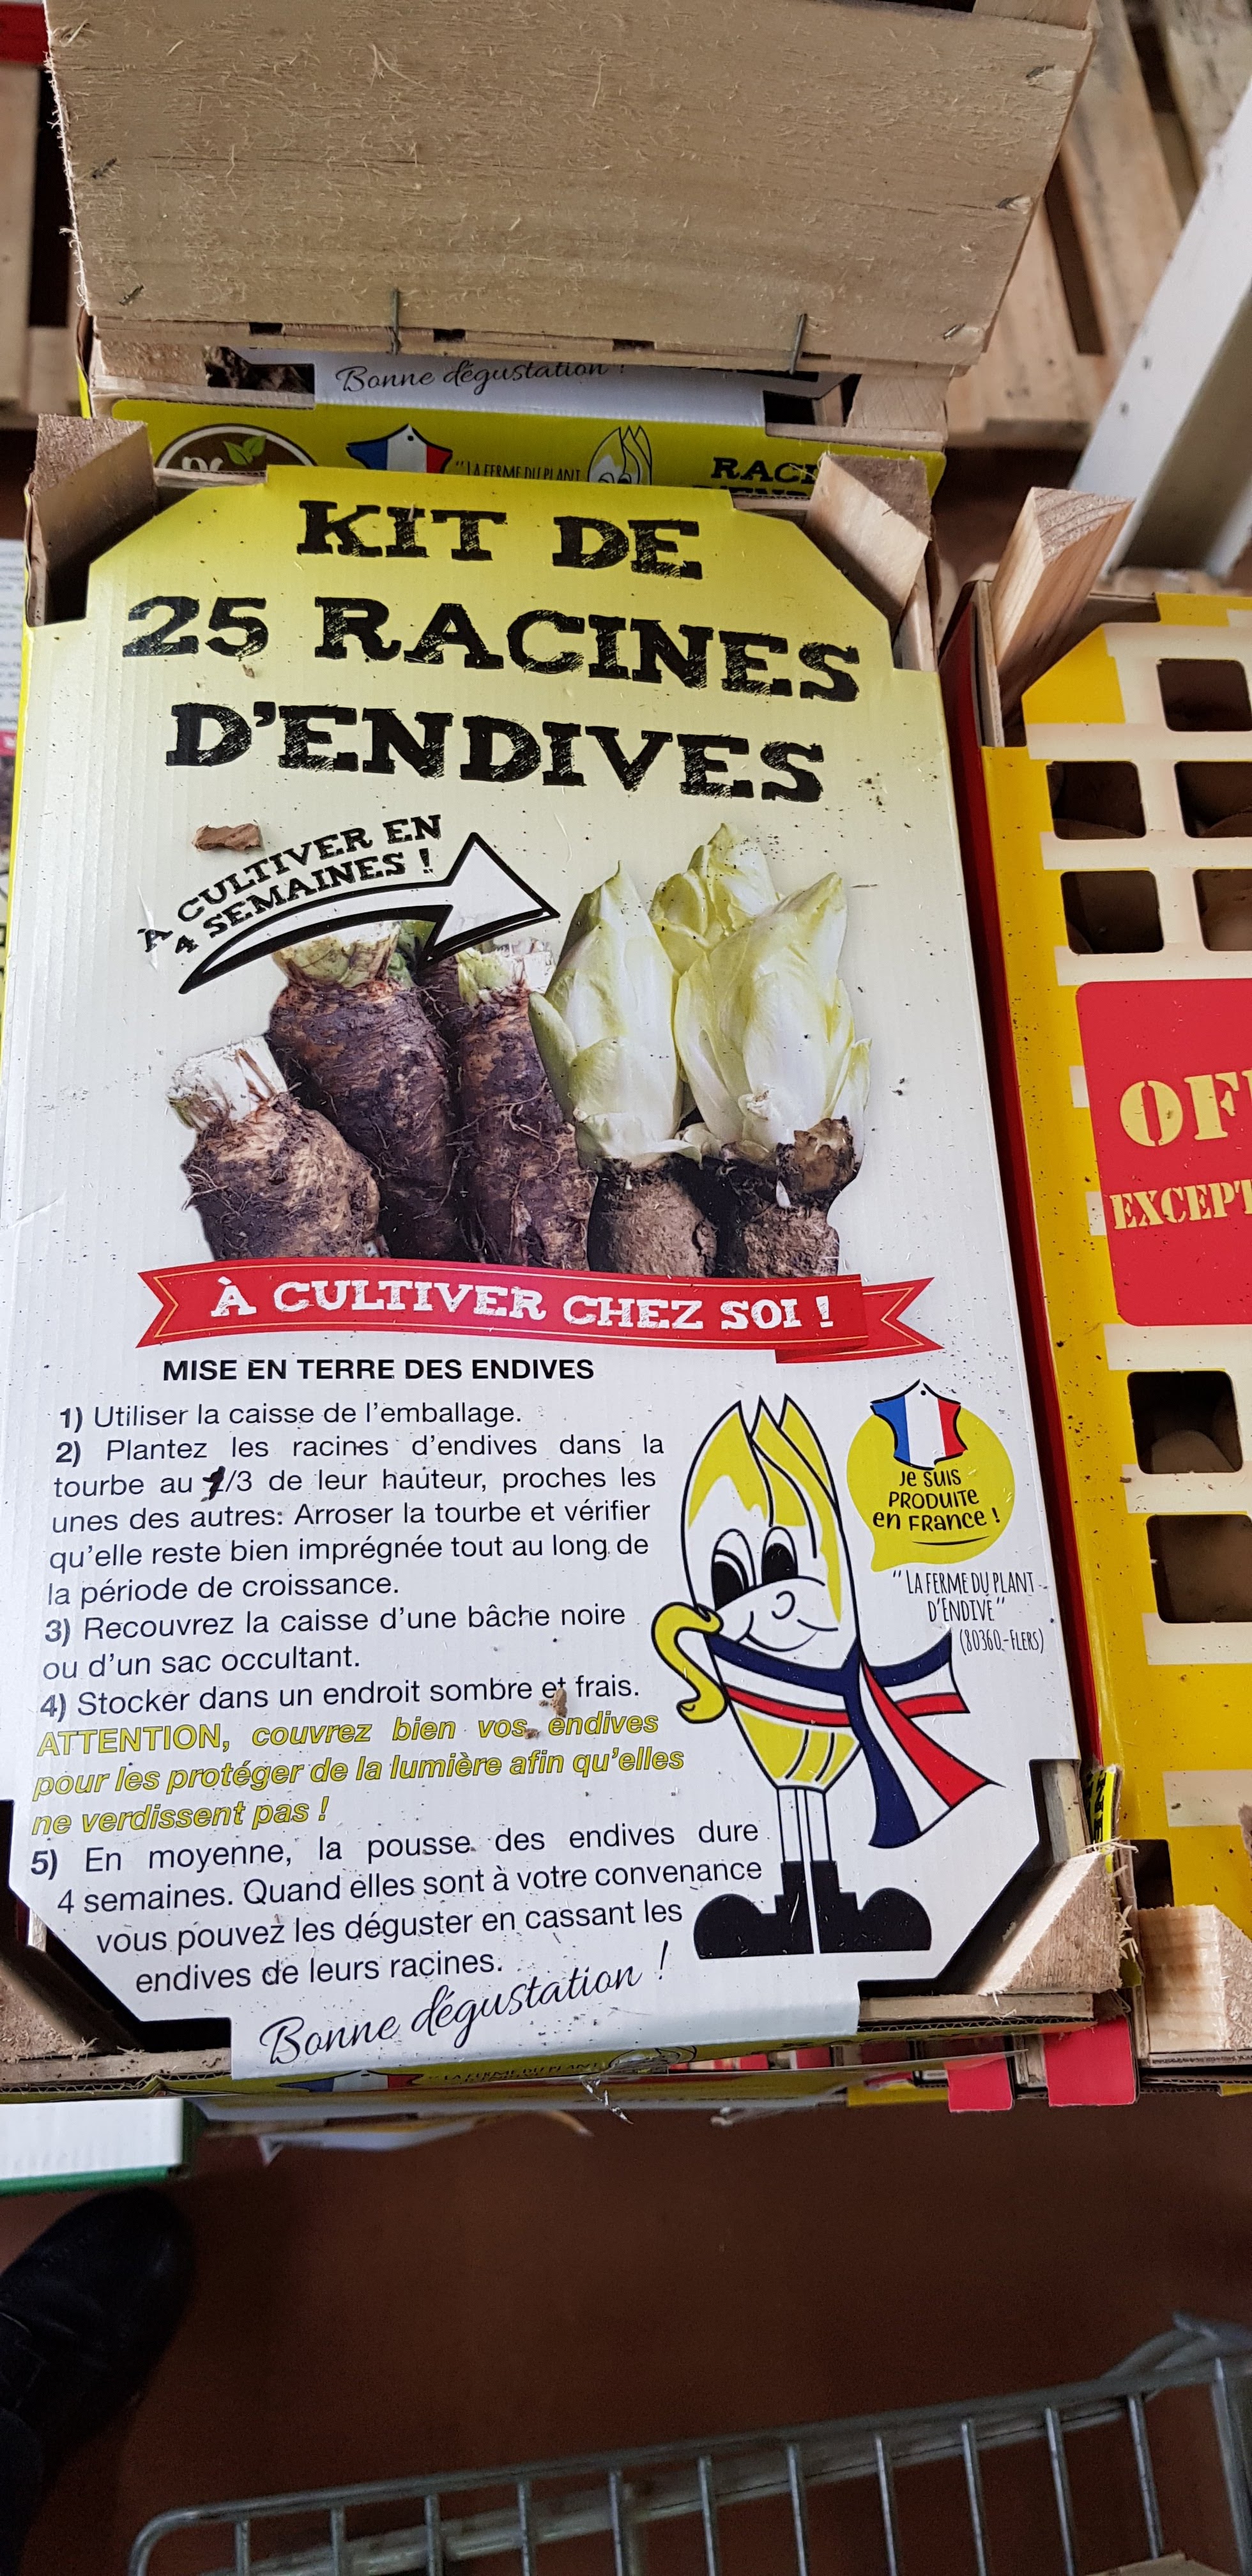 Bonne dégustation !
"LA FERME DU PLANT
KIT DE
25 RACINES
D'ENDIVES
À CULTIVER EN
4 SEMAINES !
À CULTIVER CHEZ SOI !
MISE EN TERRE DES ENDIVES
1) Utiliser la caisse de l'emballage.
2) Plantez les racines d'endives dans la
tourbe au /3 de leur hauteur, proches les
unes des autres: Arroser la tourbe et vérifier
qu'elle reste bien imprégnée tout au long de
la période de croissance.
3) Recouvrez la caisse d'une bâche noire
ou d'un sac occultant.
4) Stocker dans un endroit sombre et frais.
ATTENTION, couvrez bien vos endives
pour les protéger de la lumière afin qu'elles
ne verdissent pas !
5) En moyenne, la pousse des endives dure
4 semaines. Quand elles sont à votre convenance
vous pouvez les déguster en cassant les
endives de leurs racines.
Bonne dégustation !
Je suis
PRODUITE
en FRANCE !
"LA FERME DU PLANT
D'ENDIVE"
(80360-FLERS)
OF
EXCEPT